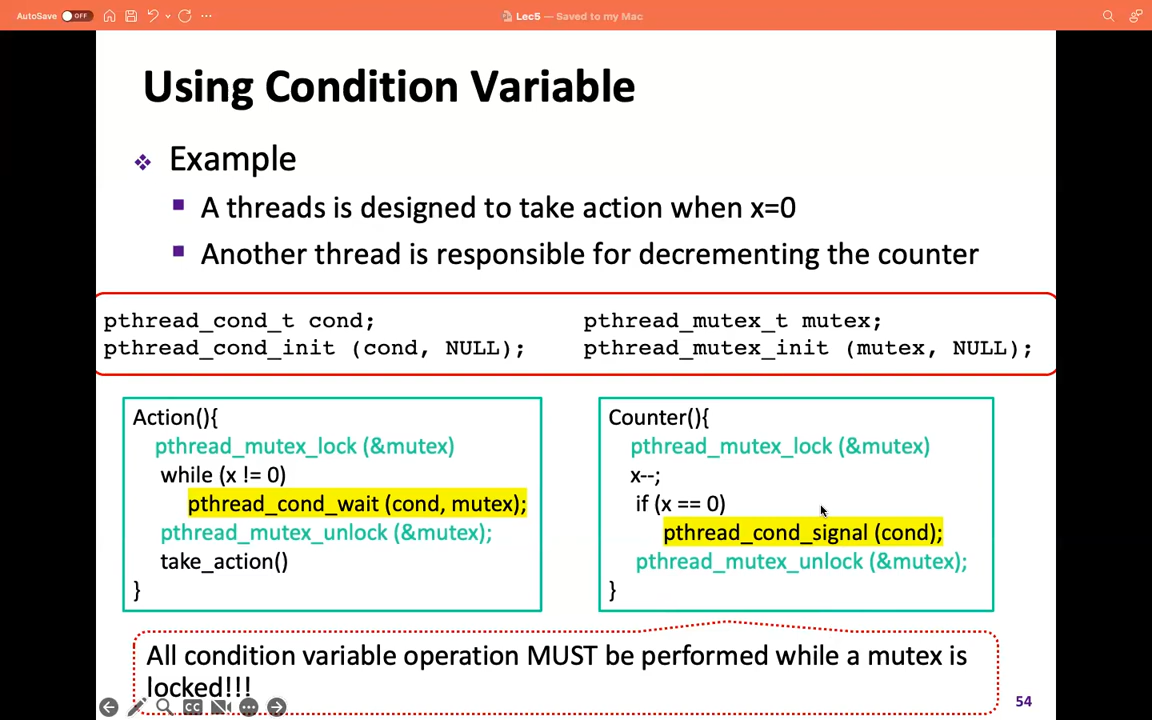 AutoSave OFF
Lec5 — Saved to my Mac
Using Condition Variable
Example
A threads is designed to take action when x=0
Another thread is responsible for decrementing the counter
pthread_cond_t cond; pthread_mutex_t mutex;
pthread_cond_init (cond, NULL); pthread_mutex_init (mutex, NULL);
Action(){
pthread_mutex_lock (&mutex)
while (x != 0)
pthread_cond_wait (cond, mutex);
pthread_mutex_unlock (&mutex);
take_action()
}
Counter(){
pthread_mutex_lock (&mutex)
x--;
if (x == 0)
pthread_cond_signal (cond);
pthread_mutex_unlock (&mutex);
}
All condition variable operation MUST be performed while a mutex is
locked!!!
CC
54